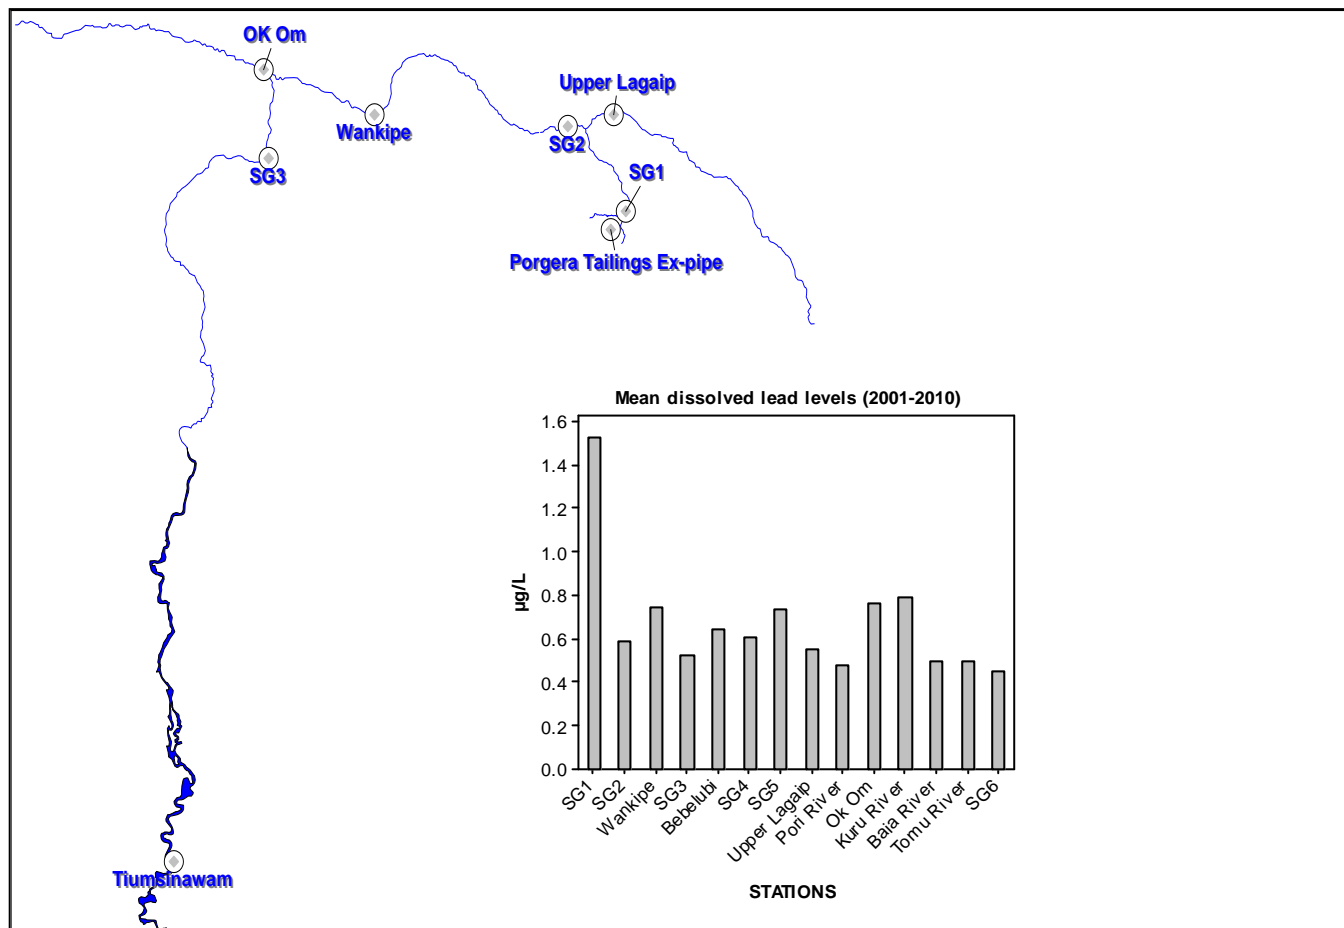 OK Om
Upper Lagaip
Wankipe
SG2
SG1
SG3
Porgera Tailings Ex-pipe
Tiumsinawam
Mean dissolved lead levels (2001-2010)
1.6
1.4
1.2
1.0
0.8
0.6
0.4
0.2
0.0
µg/L
SG1
SG2
Wankipe
SG3
Bebelubi
SG4
SG5
Upper Lagaip
Pori River
Ok Om
Kuru River
Baia River
Tomu River
SG6
STATIONS